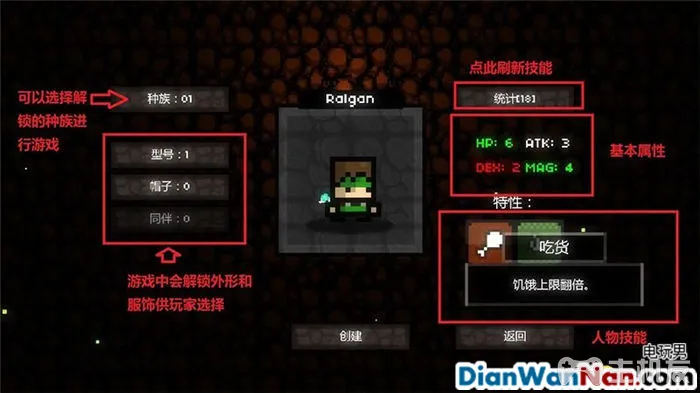 点此刷新技能
可以选择解
锁的种族进
行游戏
种族：01
Ralgan
统计[18]
型号：1
帽子：0
同伴：0
HP: 6 ATK: 3
DEX: 2 MAG: 4
基本属性
特性：
吃货
饥饿上限翻倍。
游戏中会解锁外形和
服饰供玩家选择
人物技能
创建
返回
电玩男
DianWanNan.com